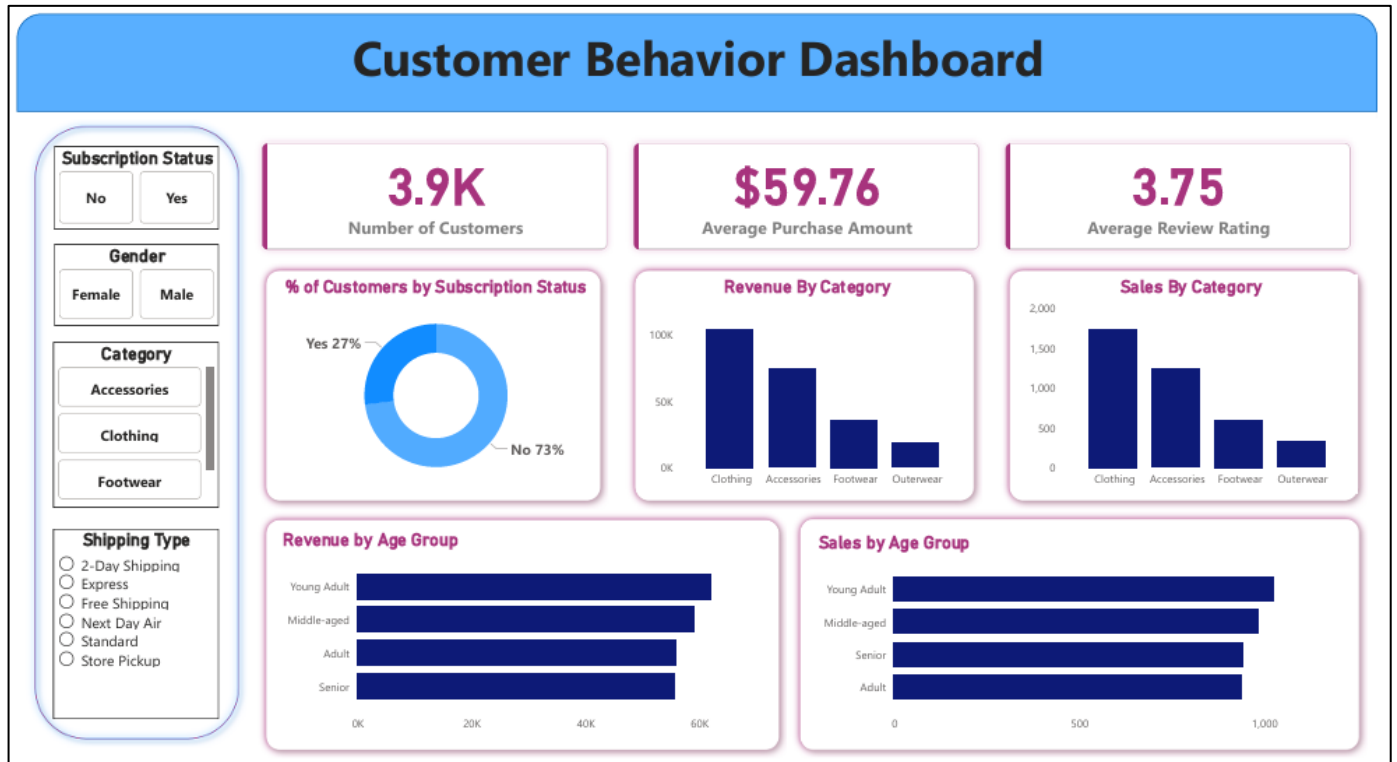 Customer Behavior Dashboard
Subscription Status
No
Yes
Gender
Female
Male
Category
Accessories
Clothing
Footwear
Shipping Type
2-Day Shipping
Express
Free Shipping
Next Day Air
Standard
Store Pickup
3.9K
Number of Customers
$59.76
Average Purchase Amount
3.75
Average Review Rating
% of Customers by Subscription Status
Yes 27%
No 73%
Revenue By Category
100K
50K
0K
Clothing Accessories Footwear Outerwear
Sales By Category
2,000
1,500
1,000
500
0
Clothing Accessories Footwear Outerwear
Revenue by Age Group
Young Adult
Middle-aged
Adult
Senior
0K 20K 40K 60K
Sales by Age Group
Young Adult
Middle-aged
Senior
Adult
0 500 1,000